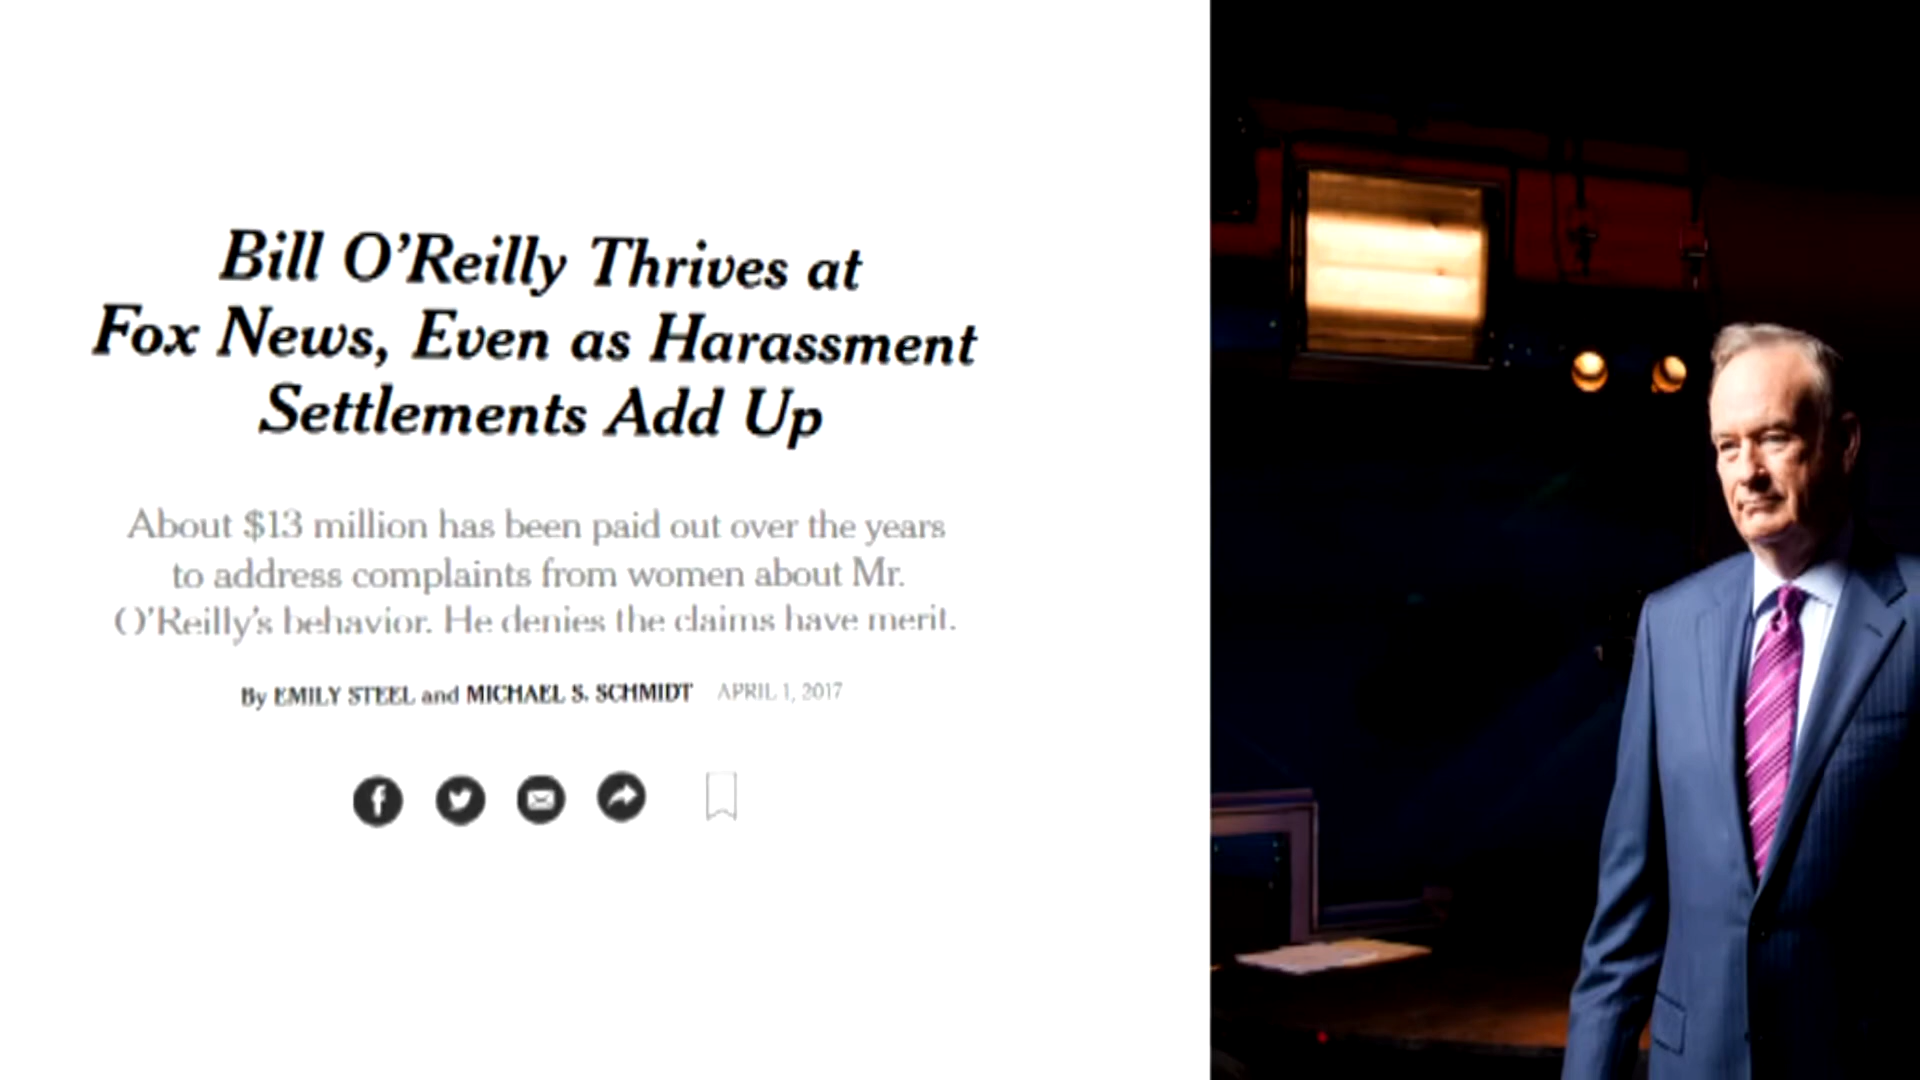 Bill O'Reilly Thrives at
Fox News, Even as Harassment
Settlements Add Up
About $13 million has been paid out over the years
to address complaints from women about Mr.
O'Reilly's behavior. He denies the claims have merit.
By EMILY STEEL and MICHAEL S. SCHMIDT APRIL 1, 2017